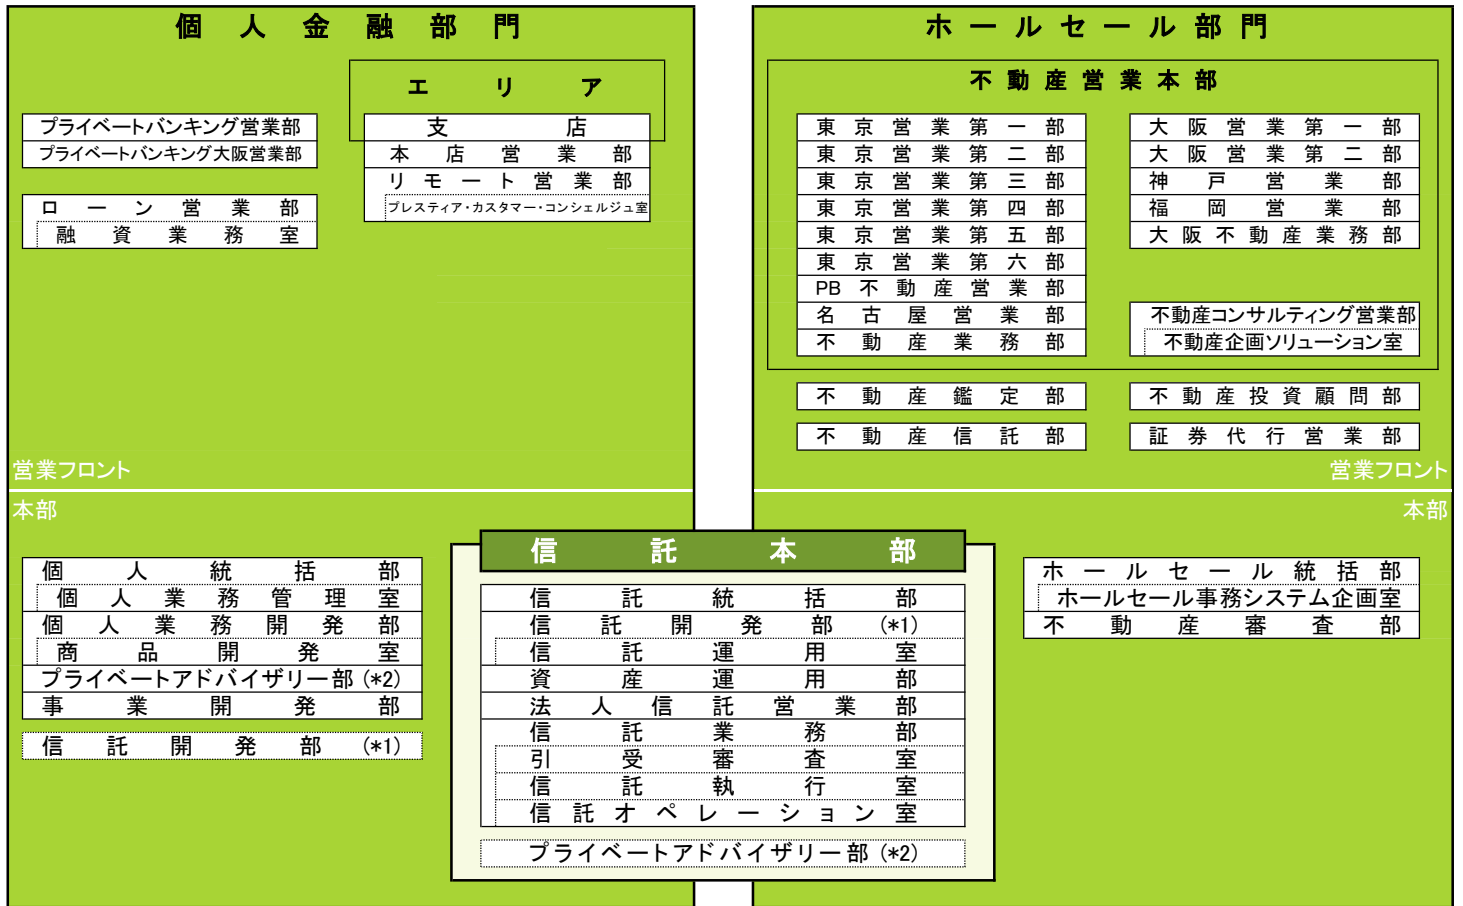 個人金融部門
エリア
プライベートバンキング営業部
プライベートバンキング大阪営業部
ローン営業部
融資業務室
支店
本店営業部
リモート営業部
プレスティア・カスタマー・コンシェルジュ室
営業フロント
本部
個人統括部
個人業務管理室
個人業務開発部
商品開発室
プライベートアドバイザリー部(*2)
事業開発部
信託開発部(*1)
信託本部
信託統括部
信託開発部(*1)
信託運用室
資産運用部
法人信託営業部
信託業務部
引受審査室
信託執行室
信託オペレーション室
プライベートアドバイザリー部(*2)
ホールセール部門
不動産営業本部
東京営業第一部
東京営業第二部
東京営業第三部
東京営業第四部
東京営業第五部
東京営業第六部
PB不動産営業部
名古屋営業部
不動産業務部
大阪営業第一部
大阪営業第二部
神戸営業部
福岡営業部
大阪不動産業務部
不動産コンサルティング営業部
不動産企画ソリューション室
不動産鑑定部
不動産投資顧問部
不動産信託部
証券代行営業部
営業フロント
本部
ホールセール統括部
ホールセール事務システム企画室
不動産審査部